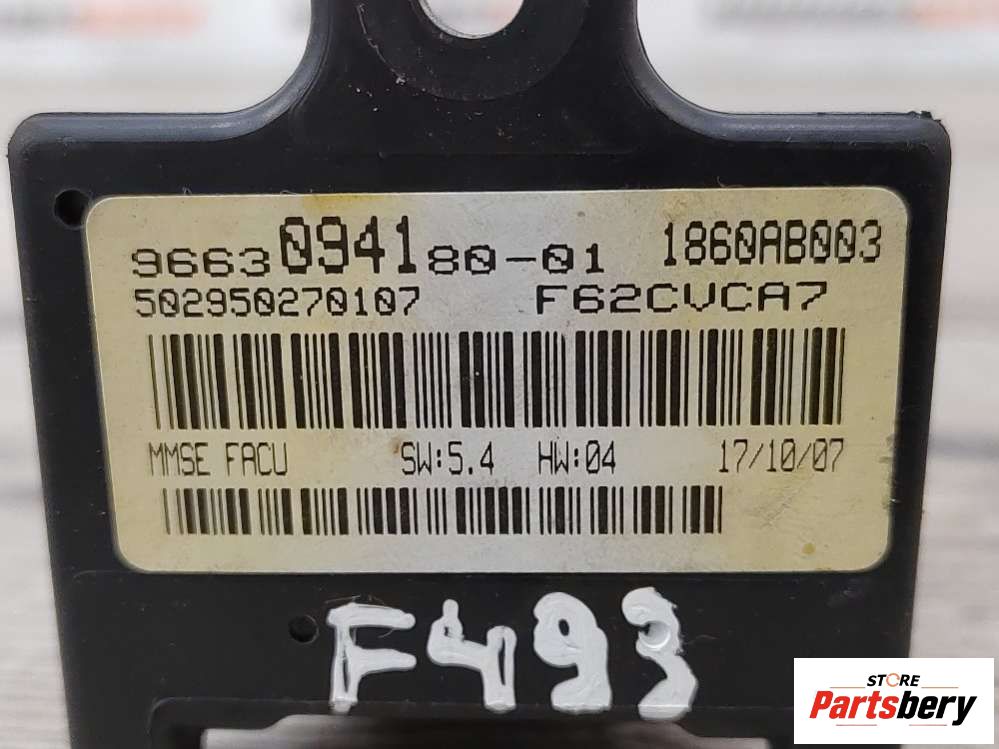 9663094180-01 1860AB003
502950270107 F62CVCA7
MMSE FACU SW:5.4 HW:04 17/10/07
F493
STORE
Partsbery